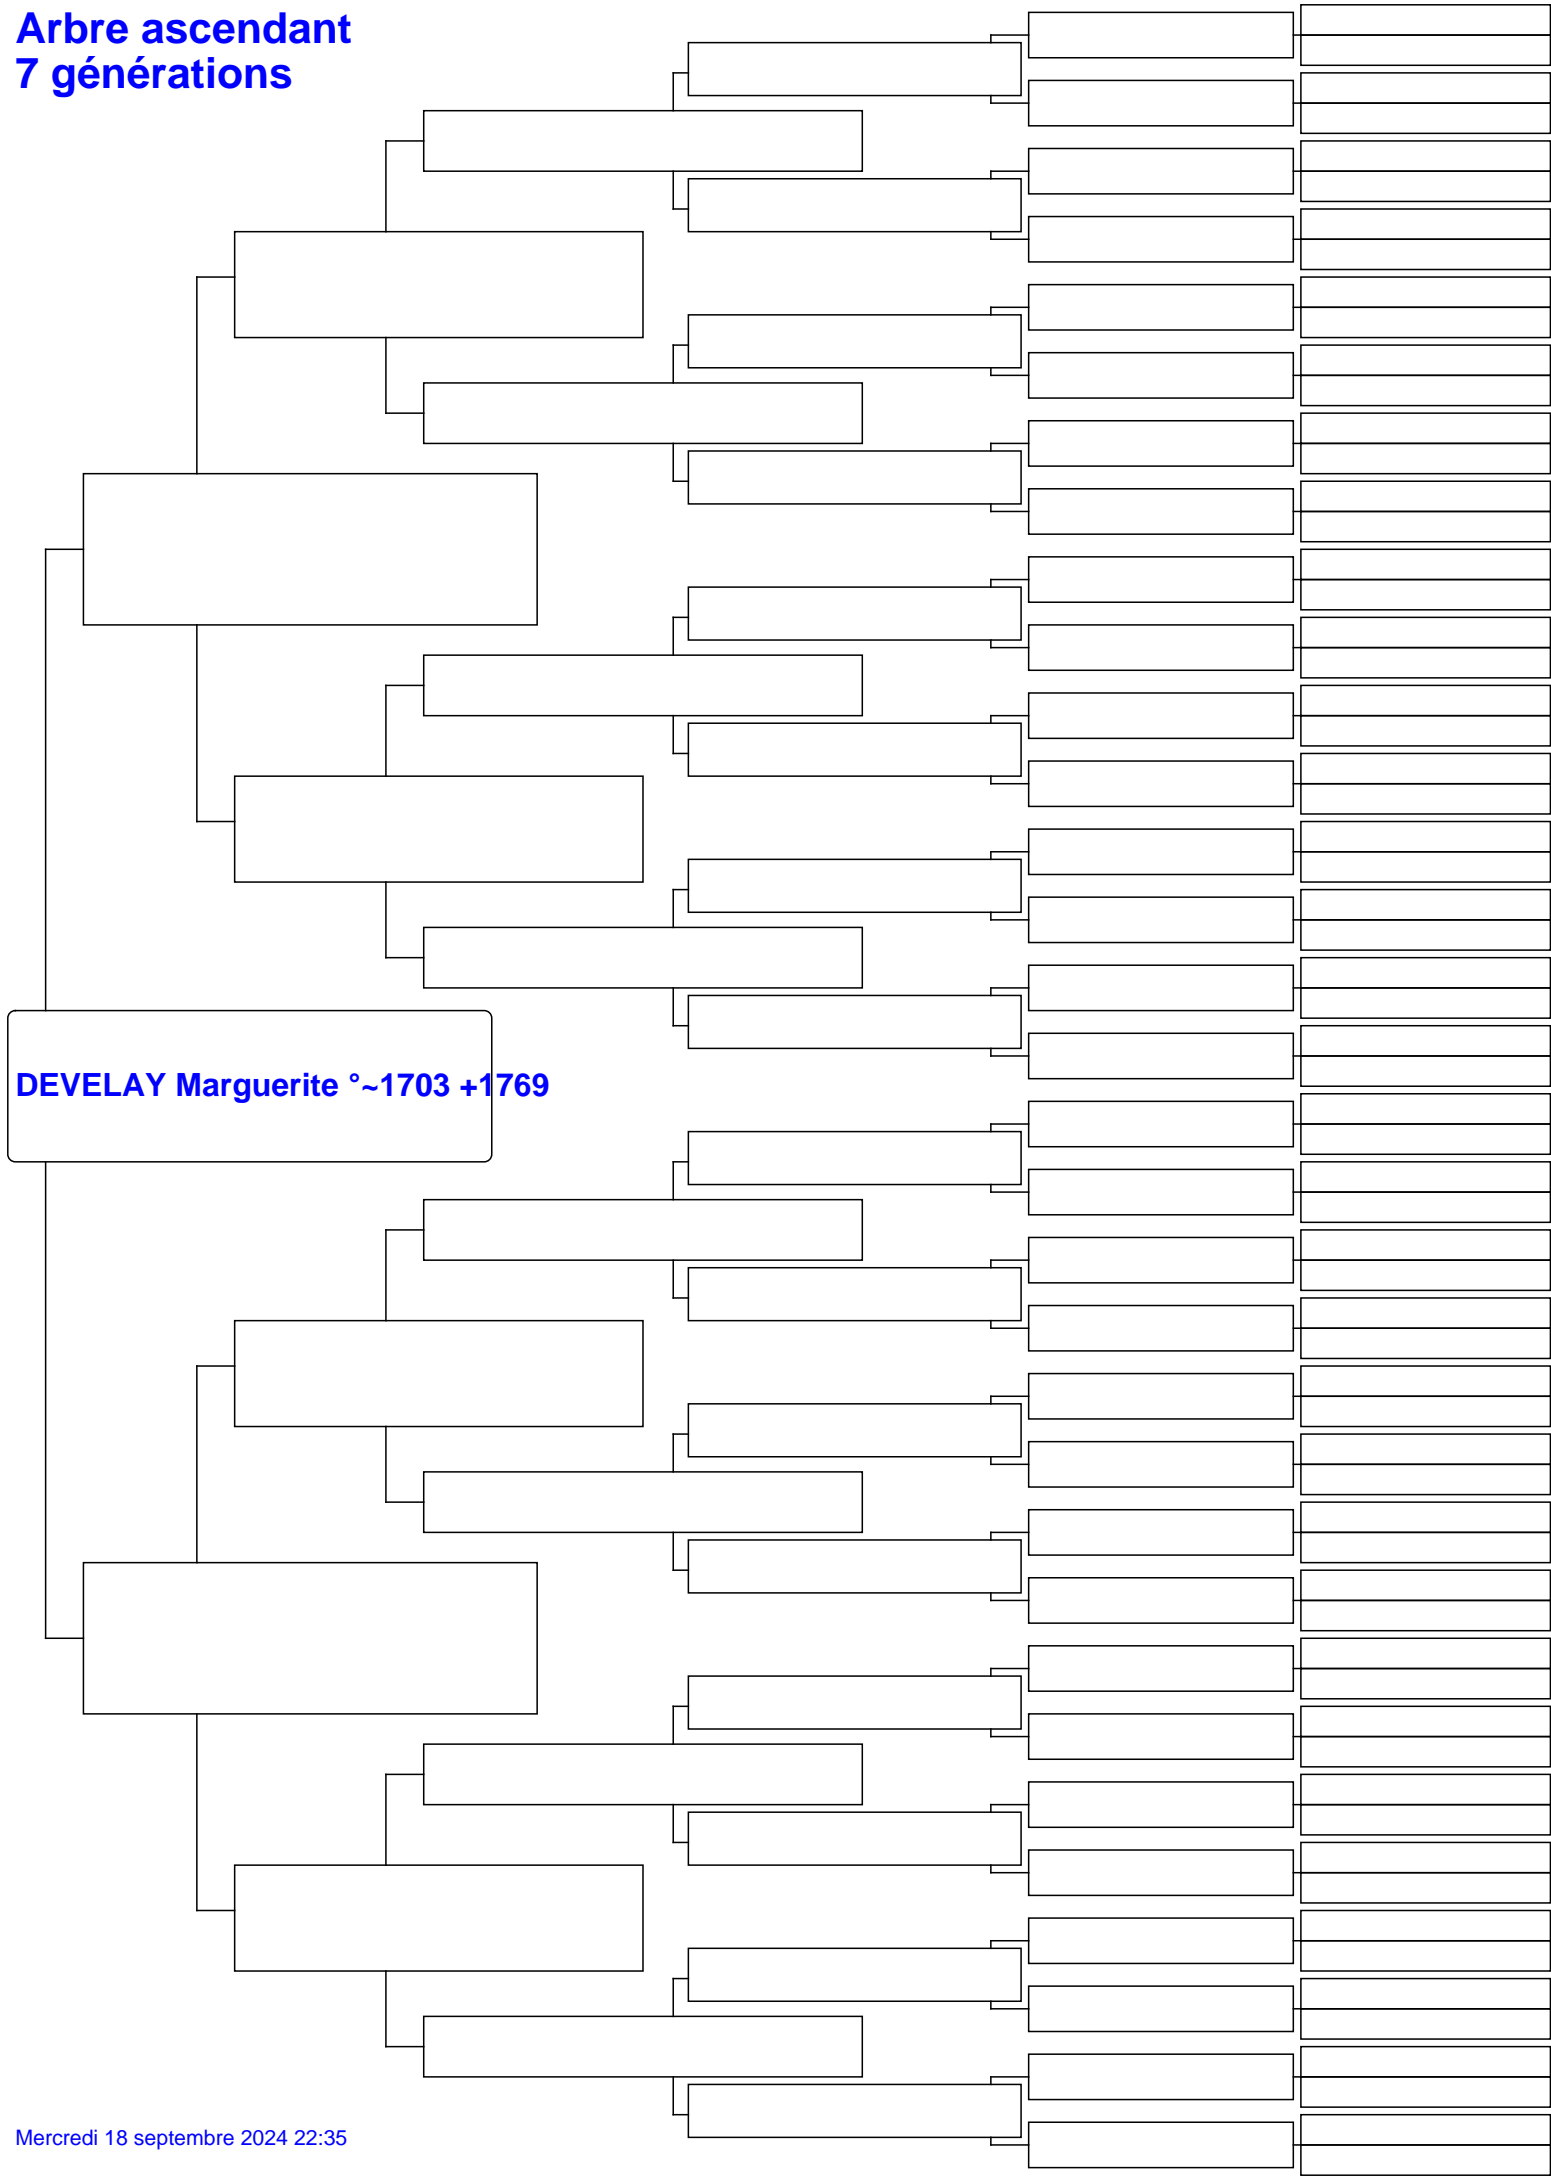 Arbre ascendant
7 générations
DEVELAY Marguerite °~1703 +1769
Mercredi 18 septembre 2024 22:35